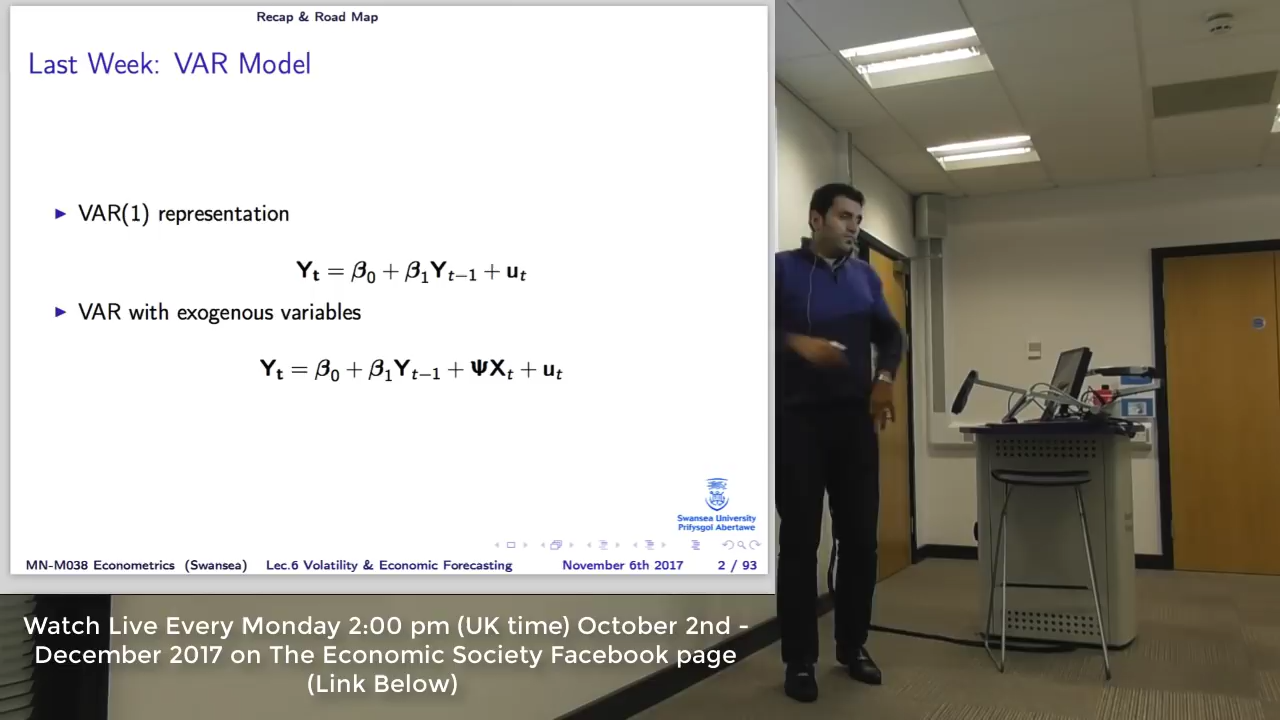 Recap & Road Map
Last Week: VAR Model
▶ VAR(1) representation
𝐘ₜ = 𝜷₀ + 𝜷₁𝐘ₜ₋₁ + 𝐮ₜ
▶ VAR with exogenous variables
𝐘ₜ = 𝜷₀ + 𝜷₁𝐘ₜ₋₁ + 𝚿𝐗ₜ + 𝐮ₜ
Swansea University
Prifysgol Abertawe
MN-M038 Econometrics (Swansea) Lec.6 Volatility & Economic Forecasting November 6th 2017 2 / 93
Watch Live Every Monday 2:00 pm (UK time) October 2nd -
December 2017 on The Economic Society Facebook page
(Link Below)